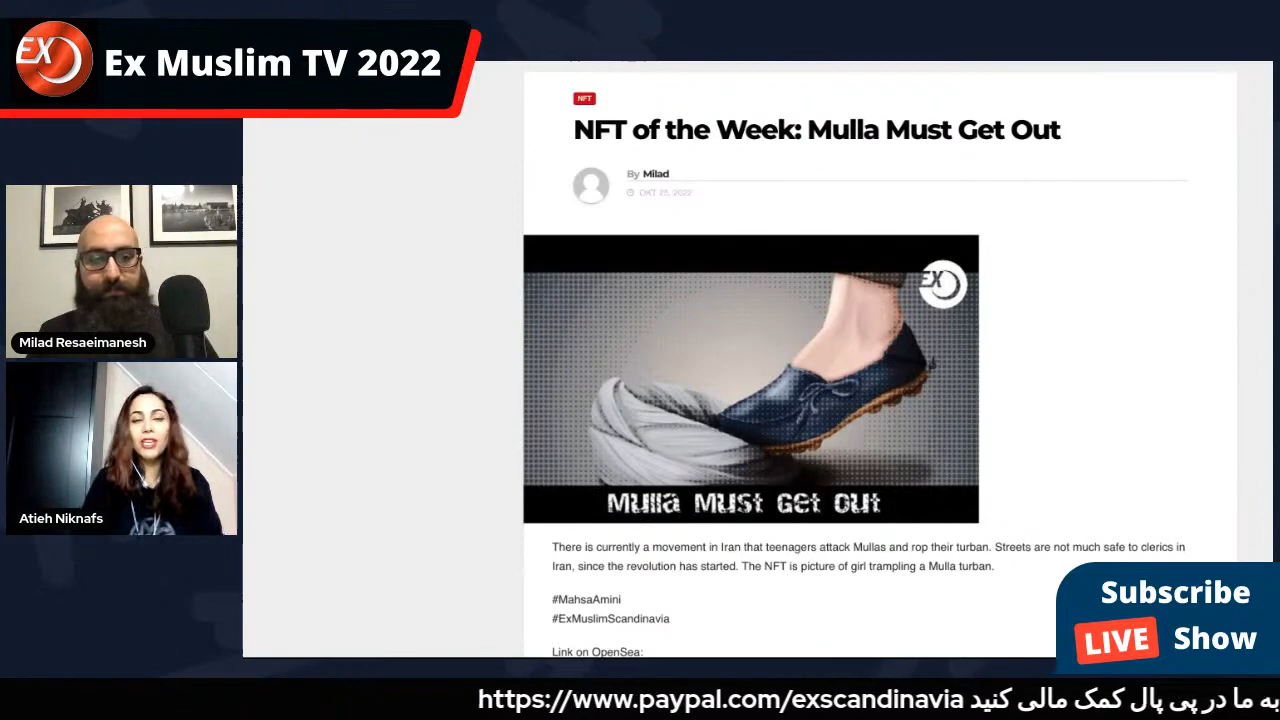 EX
Ex Muslim TV 2022
NFT
NFT of the Week: Mulla Must Get Out
By Milad
OKT 25, 2022
EX
Mulla Must Get Out
Milad Resaeimanesh
Atieh Niknafs
There is currently a movement in Iran that teenagers attack Mullas and rop their turban. Streets are not much safe to clerics in
Iran, since the revolution has started. The NFT is picture of girl trampling a Mulla turban.
#MahsaAmini
#ExMuslimScandinavia
Link on OpenSea:
Subscribe
LIVE Show
به ما در پی پال کمک مالی کنید https://www.paypal.com/exscandinavia